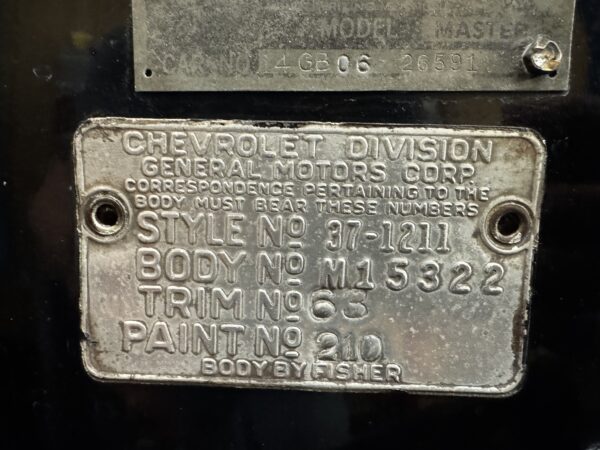 MODEL MASTER
CAR NO. 14GB06-26591
CHEVROLET DIVISION
GENERAL MOTORS CORP.
CORRESPONDENCE PERTAINING TO THE
BODY MUST BEAR THESE NUMBERS
STYLE NO 37-1211
BODY NO M15322
TRIM NO 63
PAINT NO 210
BODY BY FISHER